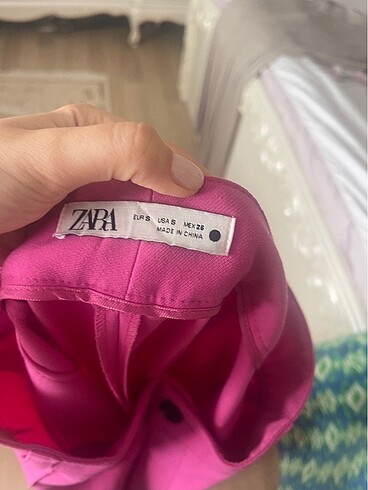 ZARA
EUR S USA S MEX 26
MADE IN CHINA